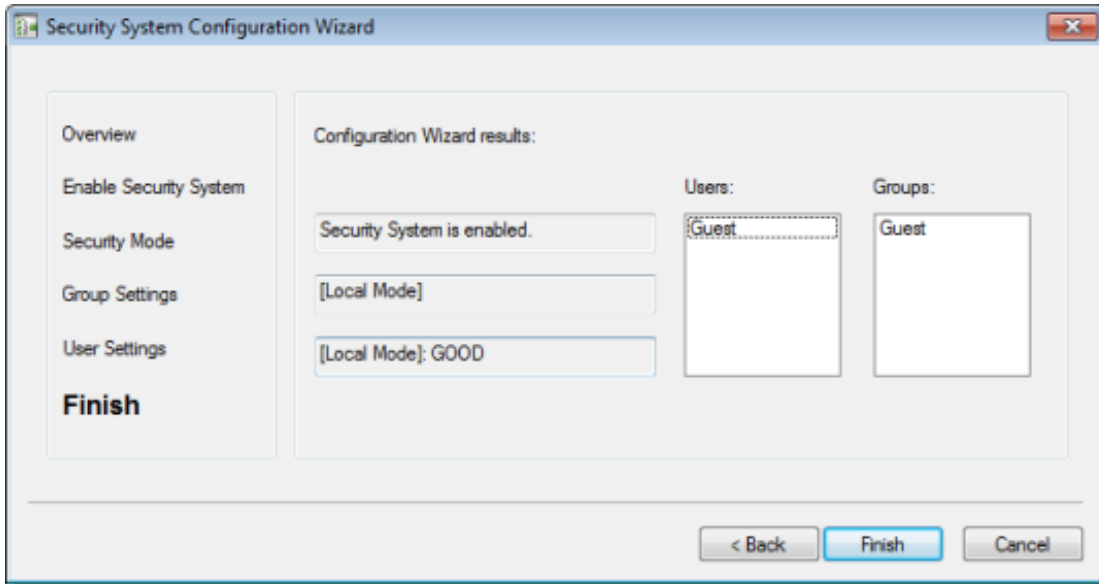 Security System Configuration Wizard
Overview
Enable Security System
Security Mode
Group Settings
User Settings
Finish
Configuration Wizard results:
Security System is enabled.
[Local Mode]
[Local Mode]: GOOD
Users:
Guest
Groups:
Guest
< Back
Finish
Cancel